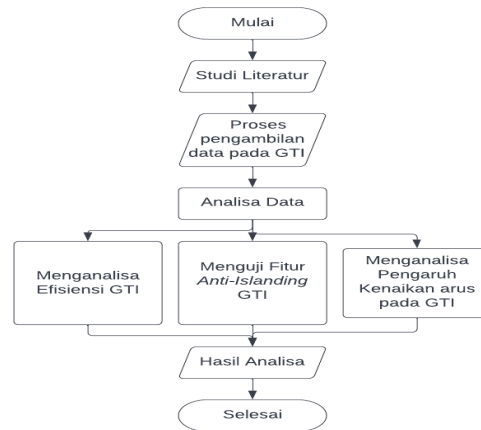 Mulai
Studi Literatur
Proses
pengambilan
data pada GTI
Analisa Data
Menganalisa
Efisiensi GTI
Menguji Fitur
Anti-Islanding
GTI
Menganalisa
Pengaruh
Kenaikan arus
pada GTI
Hasil Analisa
Selesai